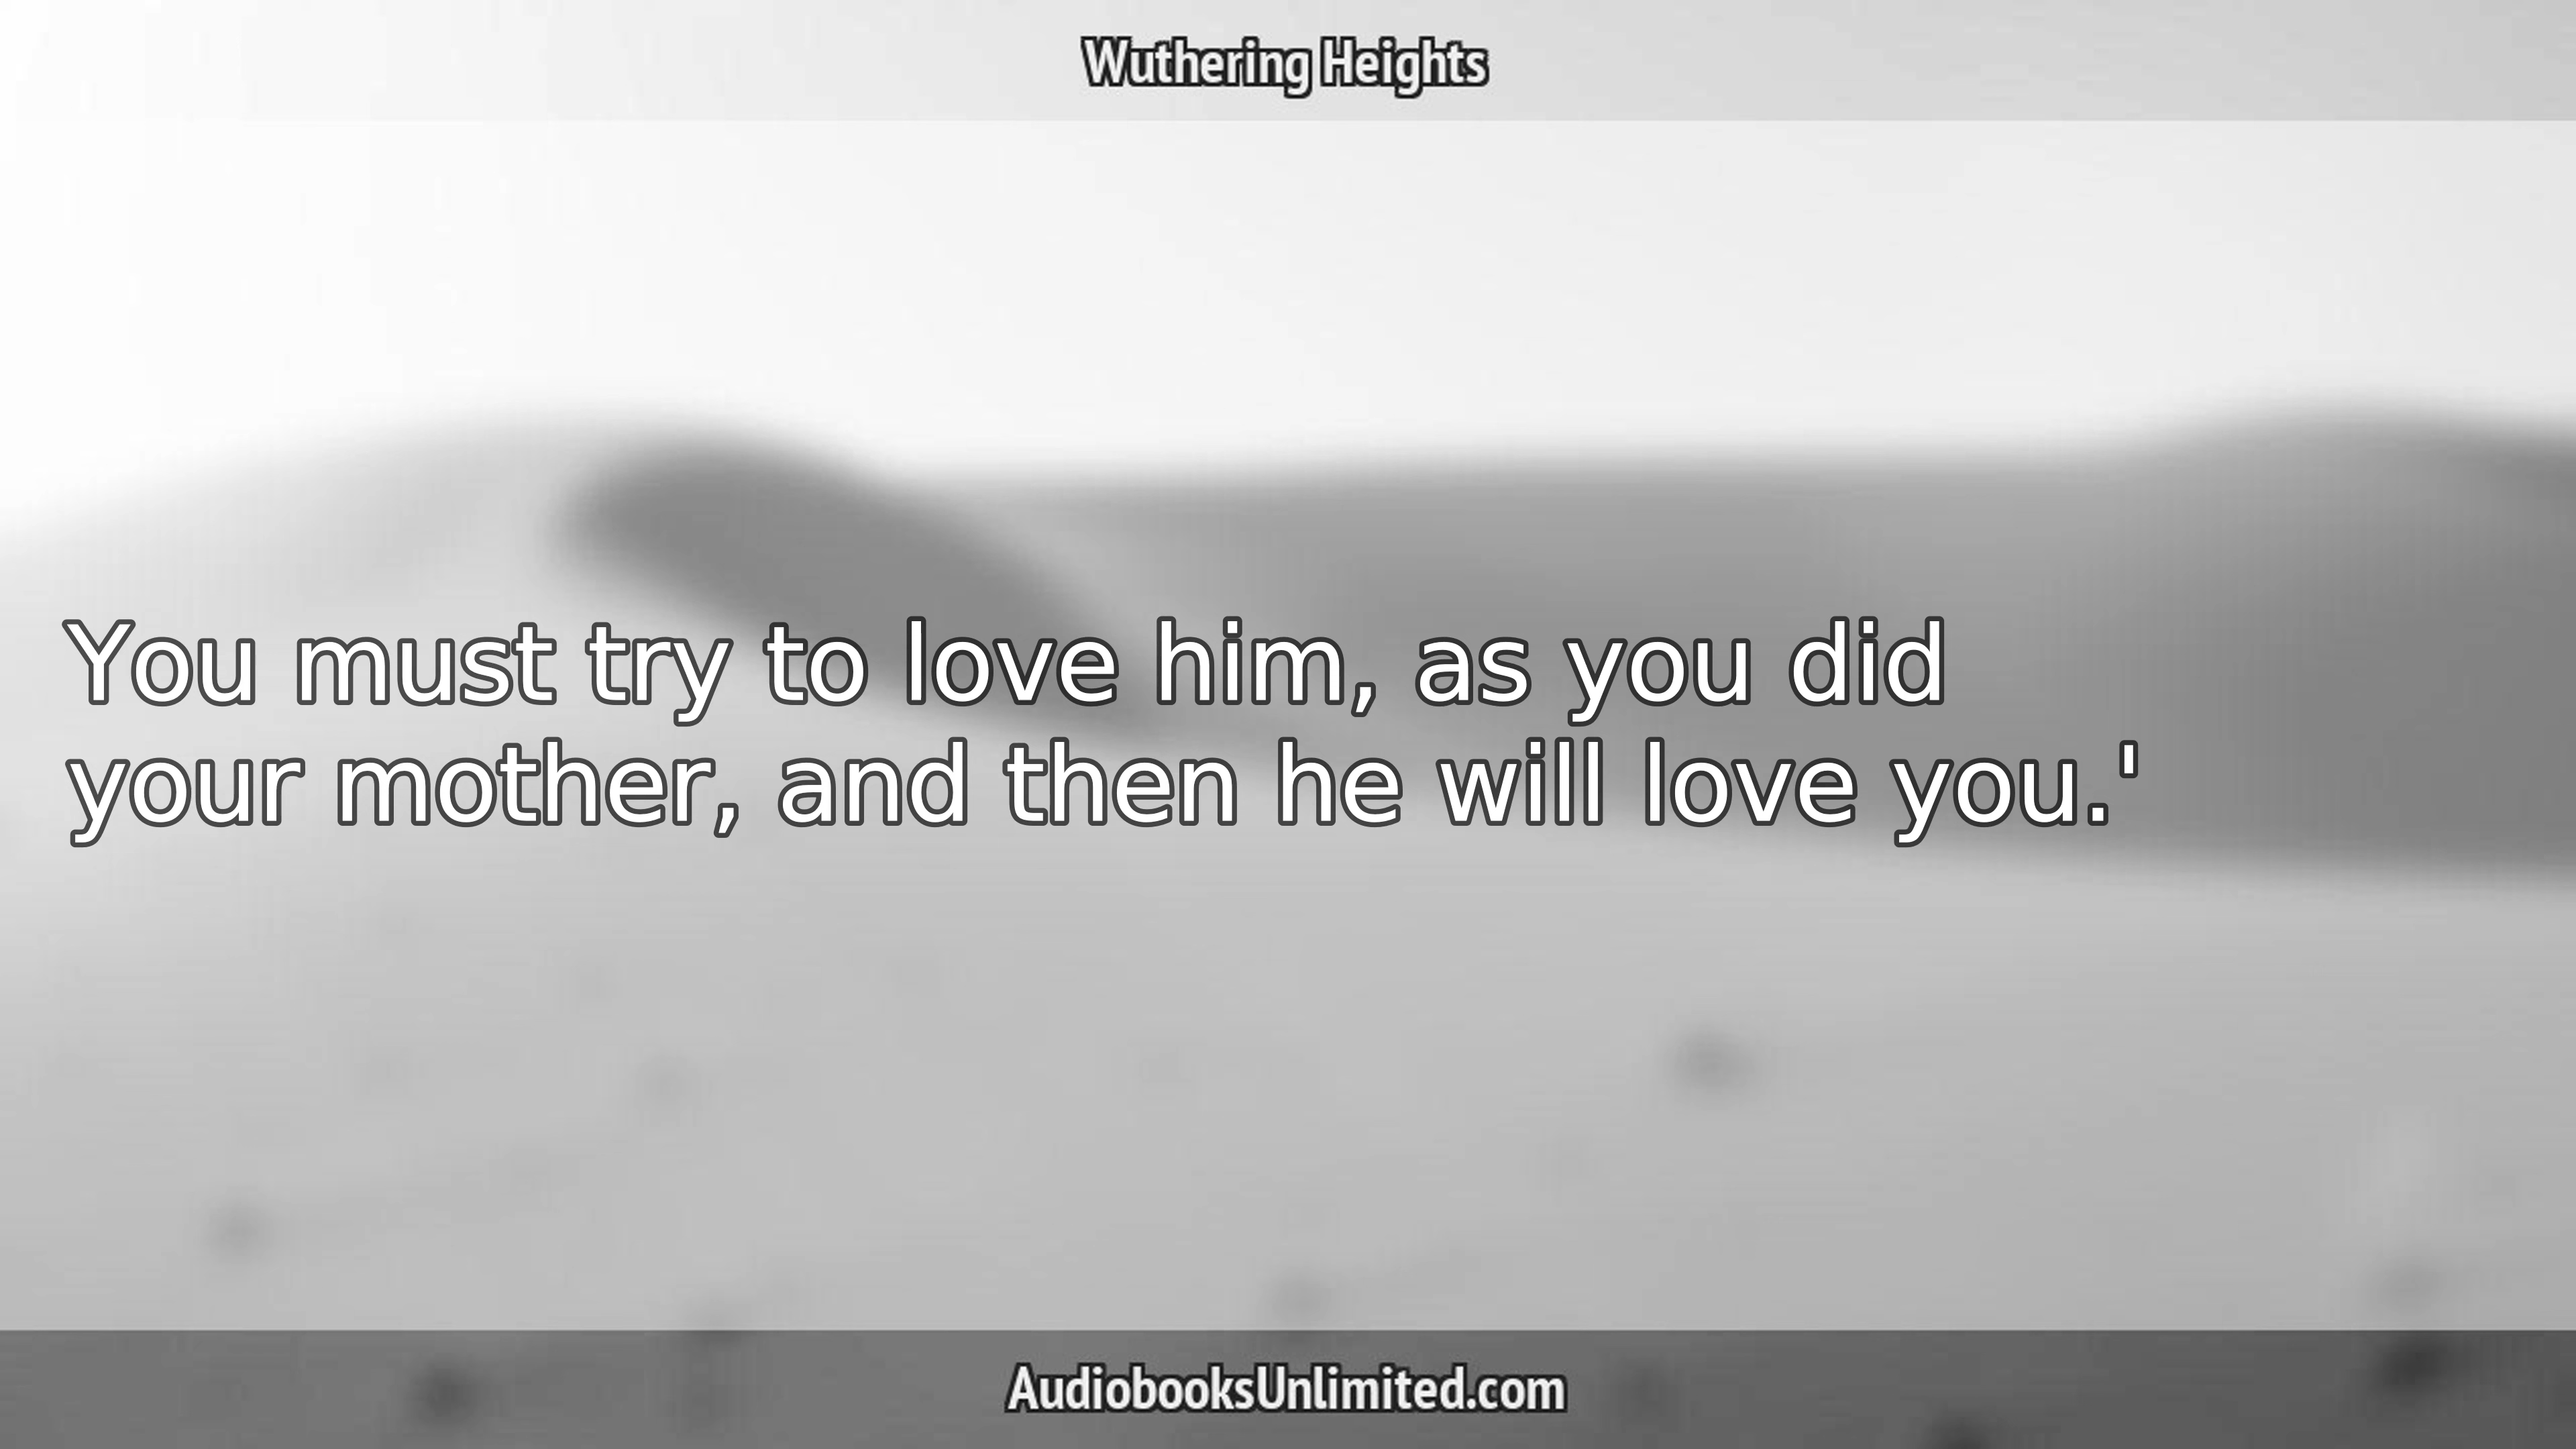 Wuthering Heights
You must try to love him, as you did
your mother, and then he will love you.'
AudiobooksUnlimited.com